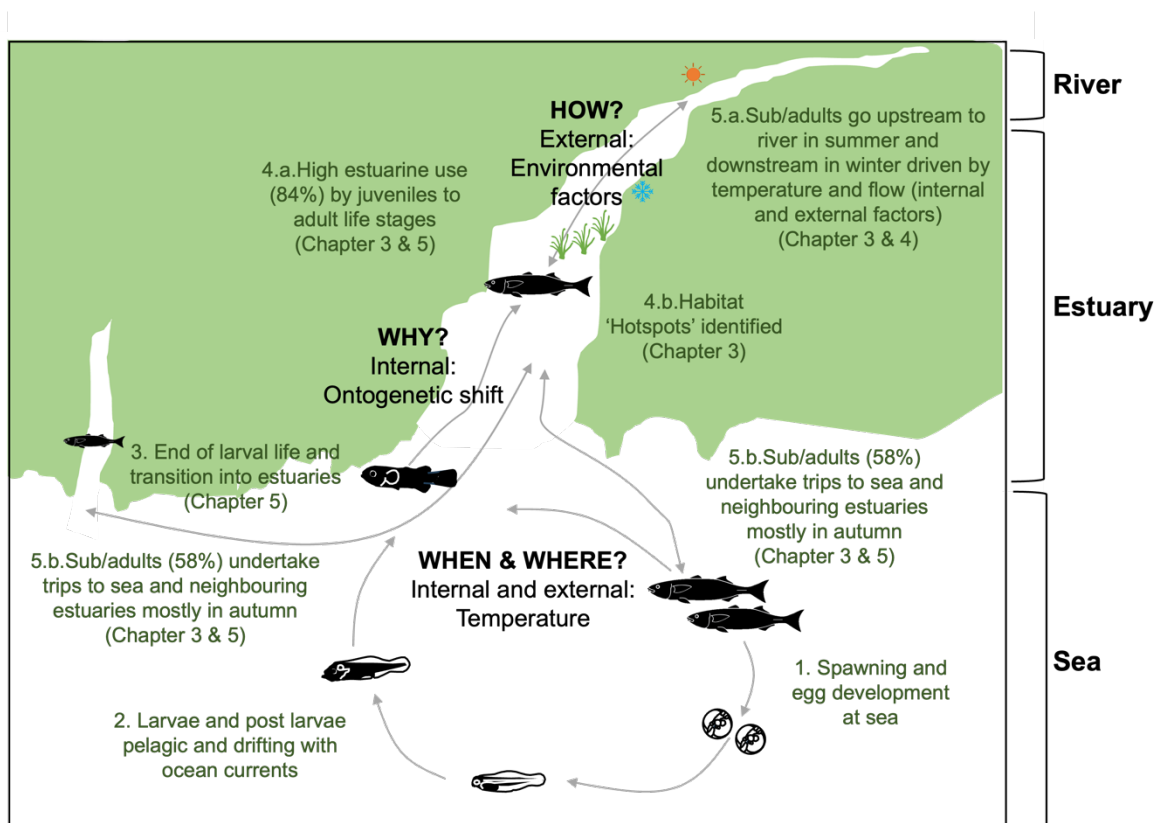 River
HOW?
External:
Environmental
factors
5.a.Sub/adults go upstream to
river in summer and
downstream in winter driven by
temperature and flow (internal
and external factors)
(Chapter 3 & 4)
4.a.High estuarine use
(84%) by juveniles to
adult life stages
(Chapter 3 & 5)
Estuary
4.b.Habitat
‘Hotspots’ identified
(Chapter 3)
WHY?
Internal:
Ontogenetic shift
3. End of larval life and
transition into estuaries
(Chapter 5)
5.b.Sub/adults (58%)
undertake trips to sea and
neighbouring estuaries
mostly in autumn
(Chapter 3 & 5)
5.b.Sub/adults (58%) undertake
trips to sea and neighbouring
estuaries mostly in autumn
(Chapter 3 & 5)
WHEN & WHERE?
Internal and external:
Temperature
Sea
1. Spawning and
egg development
at sea
2. Larvae and post larvae
pelagic and drifting with
ocean currents